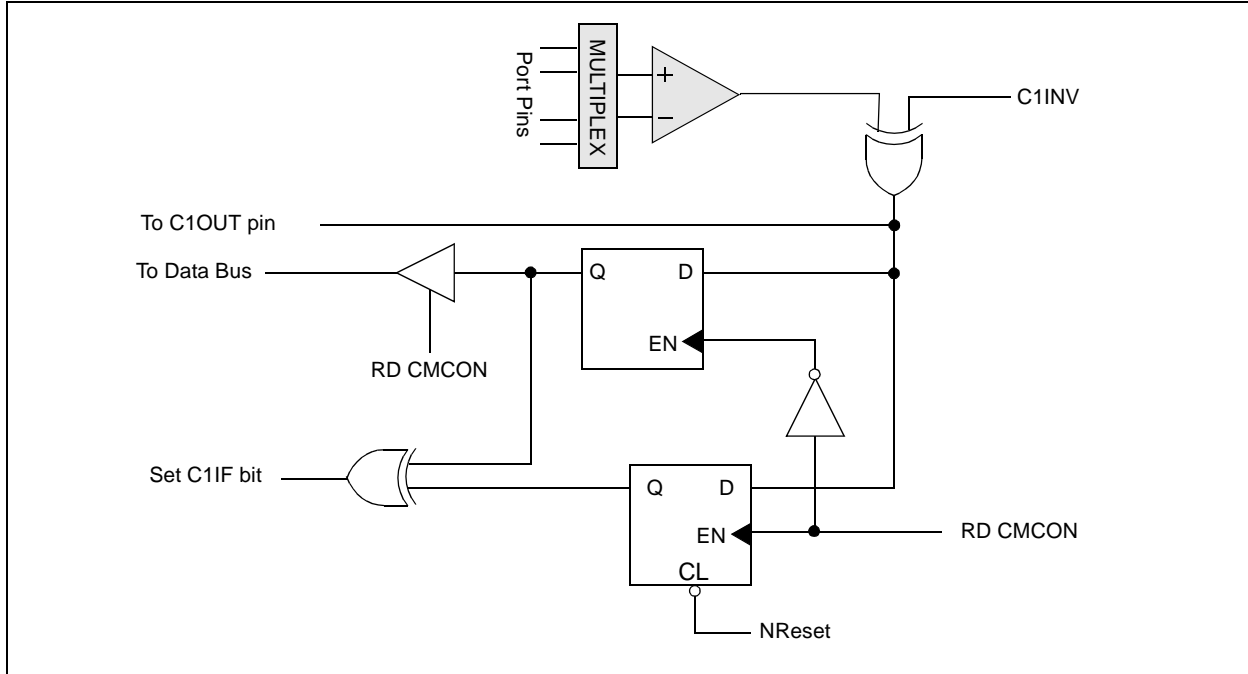 Port Pins
MULTIPLEX
+
−
C1INV
To C1OUT pin
To Data Bus
Q
D
EN
RD CMCON
Set C1IF bit
Q
D
EN
RD CMCON
CL
NReset